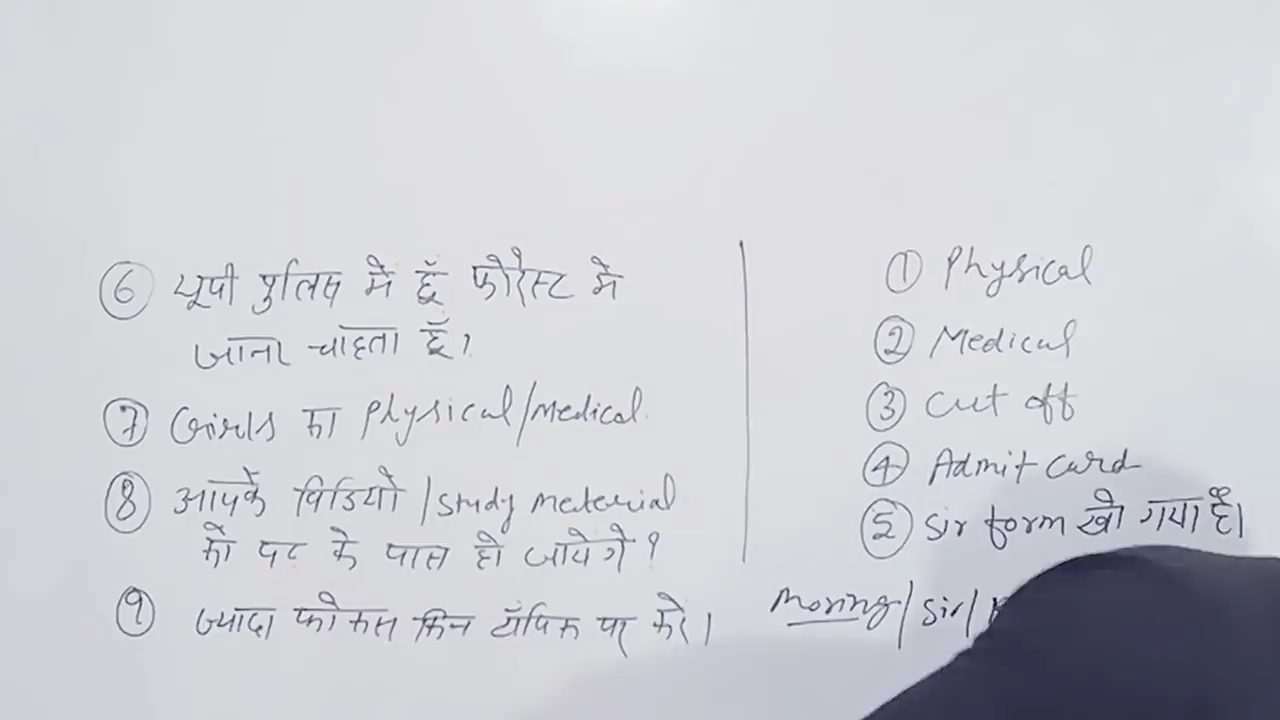 ⑥ यूपी पुलिस में हूँ फोरेस्ट में
जाना चाहता हूँ।
⑦ Girls का Physical/Medical.
⑧ आपके विडियो/Study Meterial
को पढ के पास हो जायेगे?
⑨ ज्यादा फोकस किन टॉपिक पर करे।
① Physical
② Medical
③ Cut off
④ Admit Card
⑤ Sir form खो गया है।
Moring/Sir/